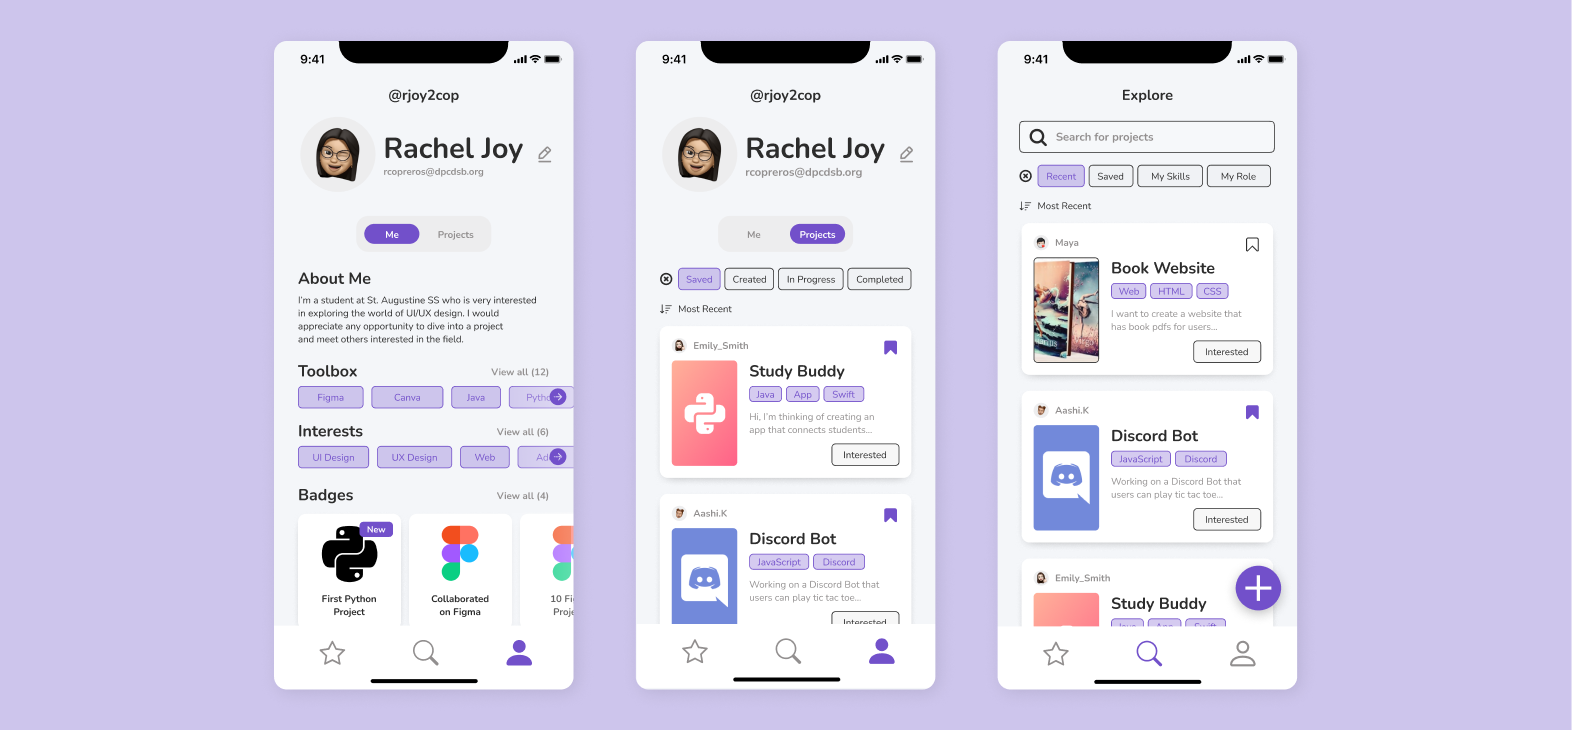 9:41
@rjoy2cop
Rachel Joy
rcopreros@dpcdsb.org
Me
Projects
About Me
I'm a student at St. Augustine SS who is very interested
in exploring the world of UI/UX design. I would
appreciate any opportunity to dive into a project
and meet others interested in the field.
Toolbox
View all (12)
Figma
Canva
Java
Interests
View all (6)
UI Design
UX Design
Web
Badges
View all (4)
New
First Python
Project
Collaborated
on Figma
9:41
@rjoy2cop
Rachel Joy
rcopreros@dpcdsb.org
Me
Projects
Saved
Created
In Progress
Completed
Most Recent
Emily_Smith
Study Buddy
Java
App
Swift
Hi, I'm thinking of creating an
app that connects students...
Interested
Aashi.K
Discord Bot
JavaScript
Discord
Working on a Discord Bot that
users can play tic tac toe...
Interested
9:41
Explore
Search for projects
Recent
Saved
My Skills
My Role
Most Recent
Maya
Book Website
Web
HTML
CSS
I want to create a website that
has book pdfs for users...
Interested
Aashi.K
Discord Bot
JavaScript
Discord
Working on a Discord Bot that
users can play tic tac toe...
Interested
Emily_Smith
Study Buddy
Java
App
Swift